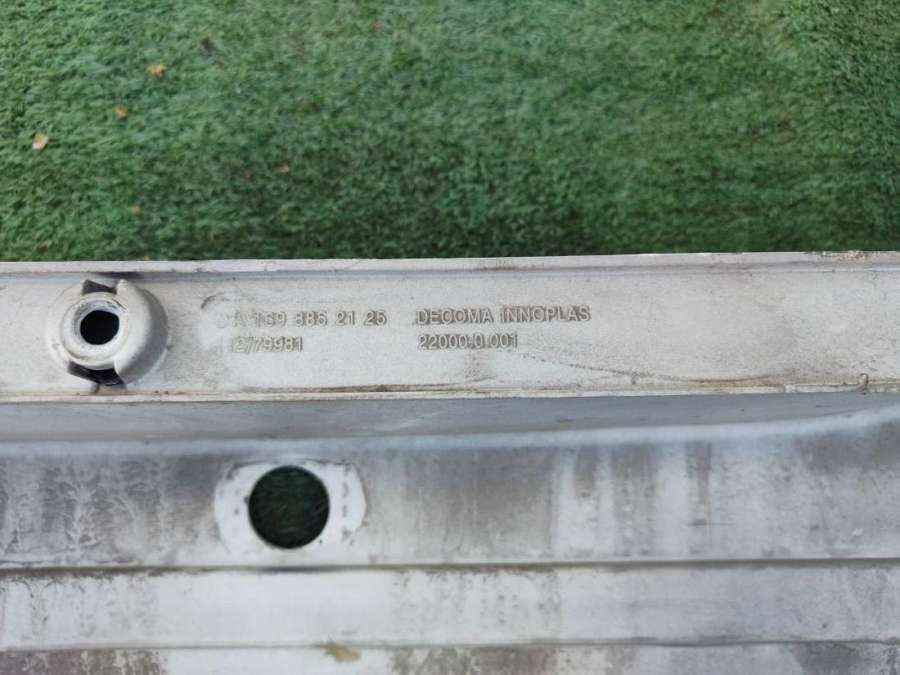 A 169 885 21 25 DECOMA INNOPLAS
12/79981 22000.0.001